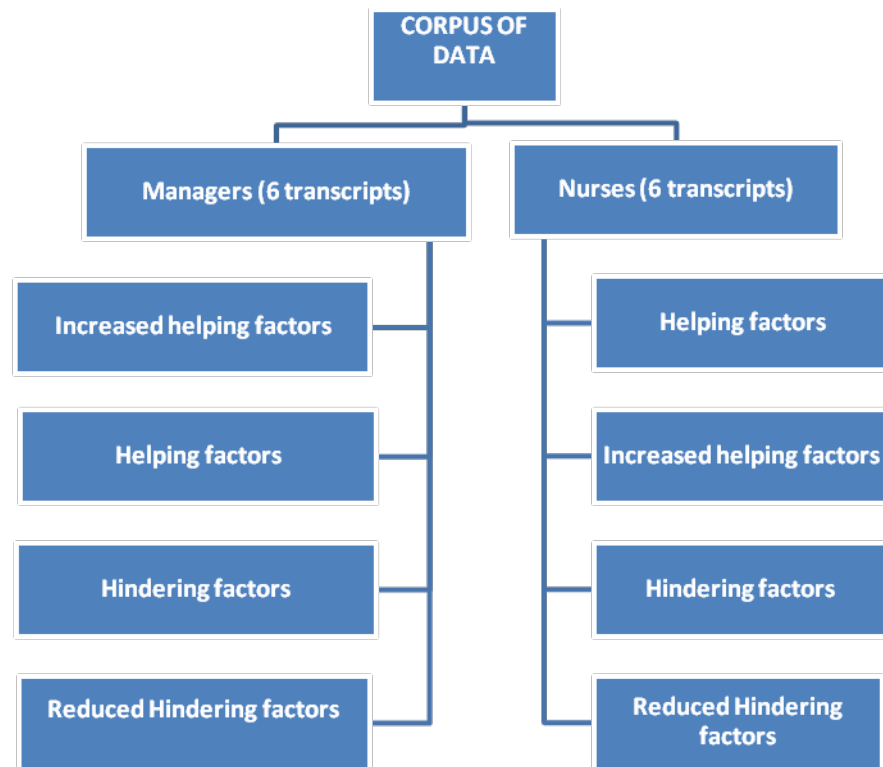 CORPUS OF
DATA
Managers (6 transcripts)
Nurses (6 transcripts)
Increased helping factors
Helping factors
Hindering factors
Reduced Hindering factors
Helping factors
Increased helping factors
Hindering factors
Reduced Hindering
factors